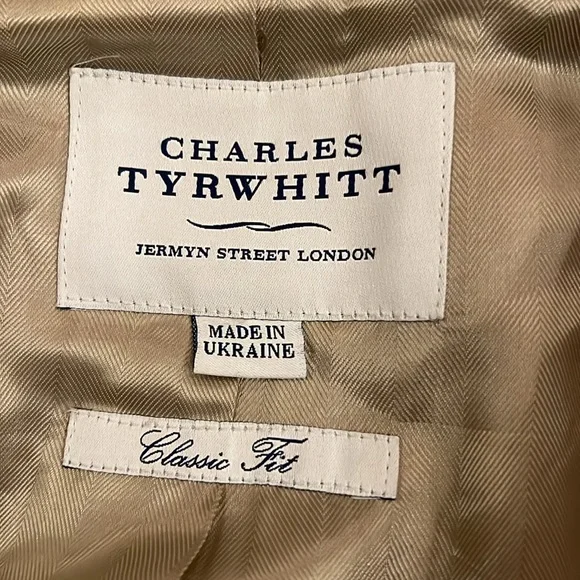 CHARLES
TYRWHITT
JERMYN STREET LONDON
MADE IN
UKRAINE
Classic Fit